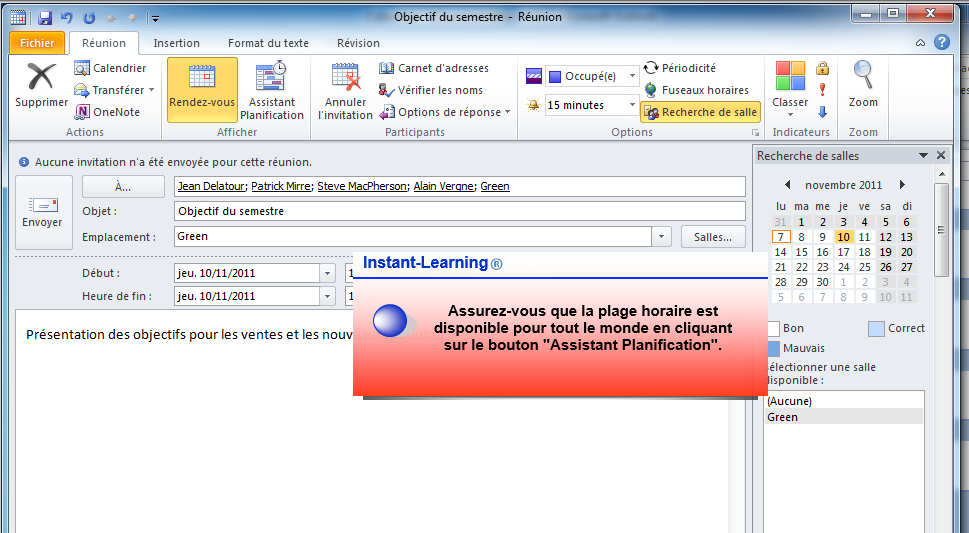 Objectif du semestre - Réunion
Fichier Réunion Insertion Format du texte Révision
Supprimer
Calendrier
Transférer
OneNote
Actions
Rendez-vous
Assistant Planification
Afficher
Annuler l'invitation
Carnet d'adresses
Vérifier les noms
Options de réponse
Participants
Occupé(e)
15 minutes
Périodicité
Fuseaux horaires
Recherche de salle
Options
Classer
Indicateurs
Zoom
Zoom
Aucune invitation n'a été envoyée pour cette réunion.
Envoyer
À... Jean Delatour; Patrick Mirre; Steve MacPherson; Alain Vergne; Green
Objet : Objectif du semestre
Emplacement : Green Salles...
Début : jeu. 10/11/2011 1
Heure de fin : jeu. 10/11/2011 1
Présentation des objectifs pour les ventes et les
Instant-Learning®
Assurez-vous que la plage horaire est
disponible pour tout le monde en cliquant
sur le bouton "Assistant Planification".
Recherche de salles
novembre 2011
lu ma me je ve sa di
31 1 2 3 4 5 6
7 8 9 10 11 12 13
14 15 16 17 18 19 20
21 22 23 24 25 26 27
28 29 30 1 2 3 4
5 6 7 8 9 10 11
Bon Correct
Mauvais
électionner une salle
isponible :
(Aucune)
Green